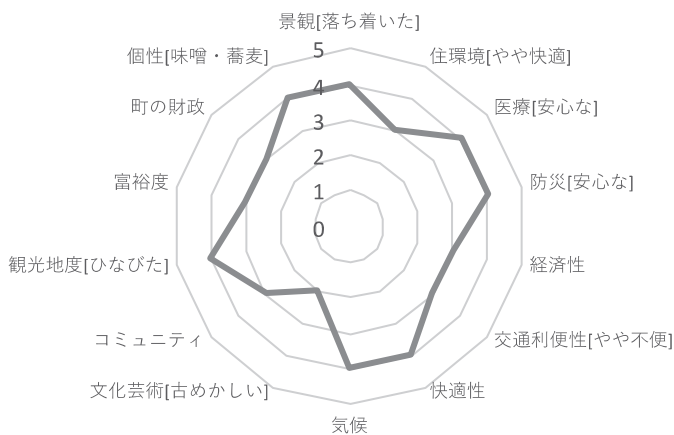 景観[落ち着いた]
個性[味噌・蕎麦]
住環境[やや快適]
町の財政
医療[安心な]
富裕度
防災[安心な]
観光地度[ひなびた]
経済性
コミュニティ
交通利便性[やや不便]
文化芸術[古めかしい]
快適性
気候
5
4
3
2
1
0